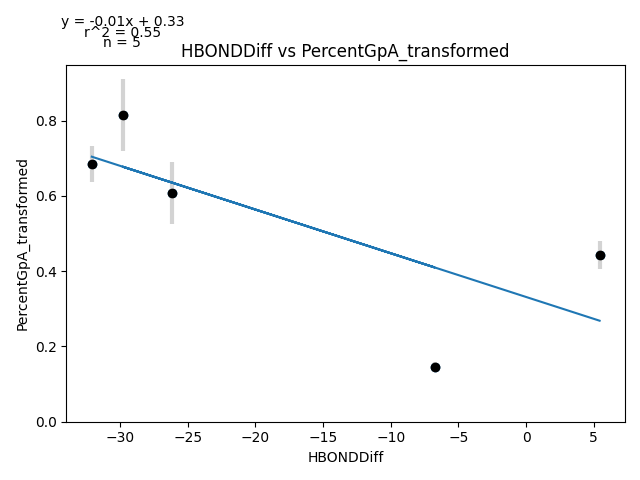 y = -0.01x + 0.33
r^2 = 0.55
n = 5
HBONDDiff vs PercentGpA_transformed
PercentGpA_transformed
0.8
0.6
0.4
0.2
0.0
−30
−25
−20
−15
−10
−5
0
5
HBONDDiff